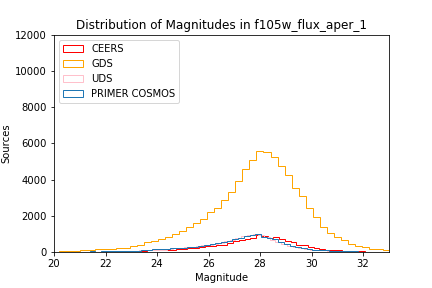 Distribution of Magnitudes in f105w_flux_aper_1
12000
10000
8000
6000
4000
2000
0
Sources
CEERS
GDS
UDS
PRIMER COSMOS
20 22 24 26 28 30 32
Magnitude